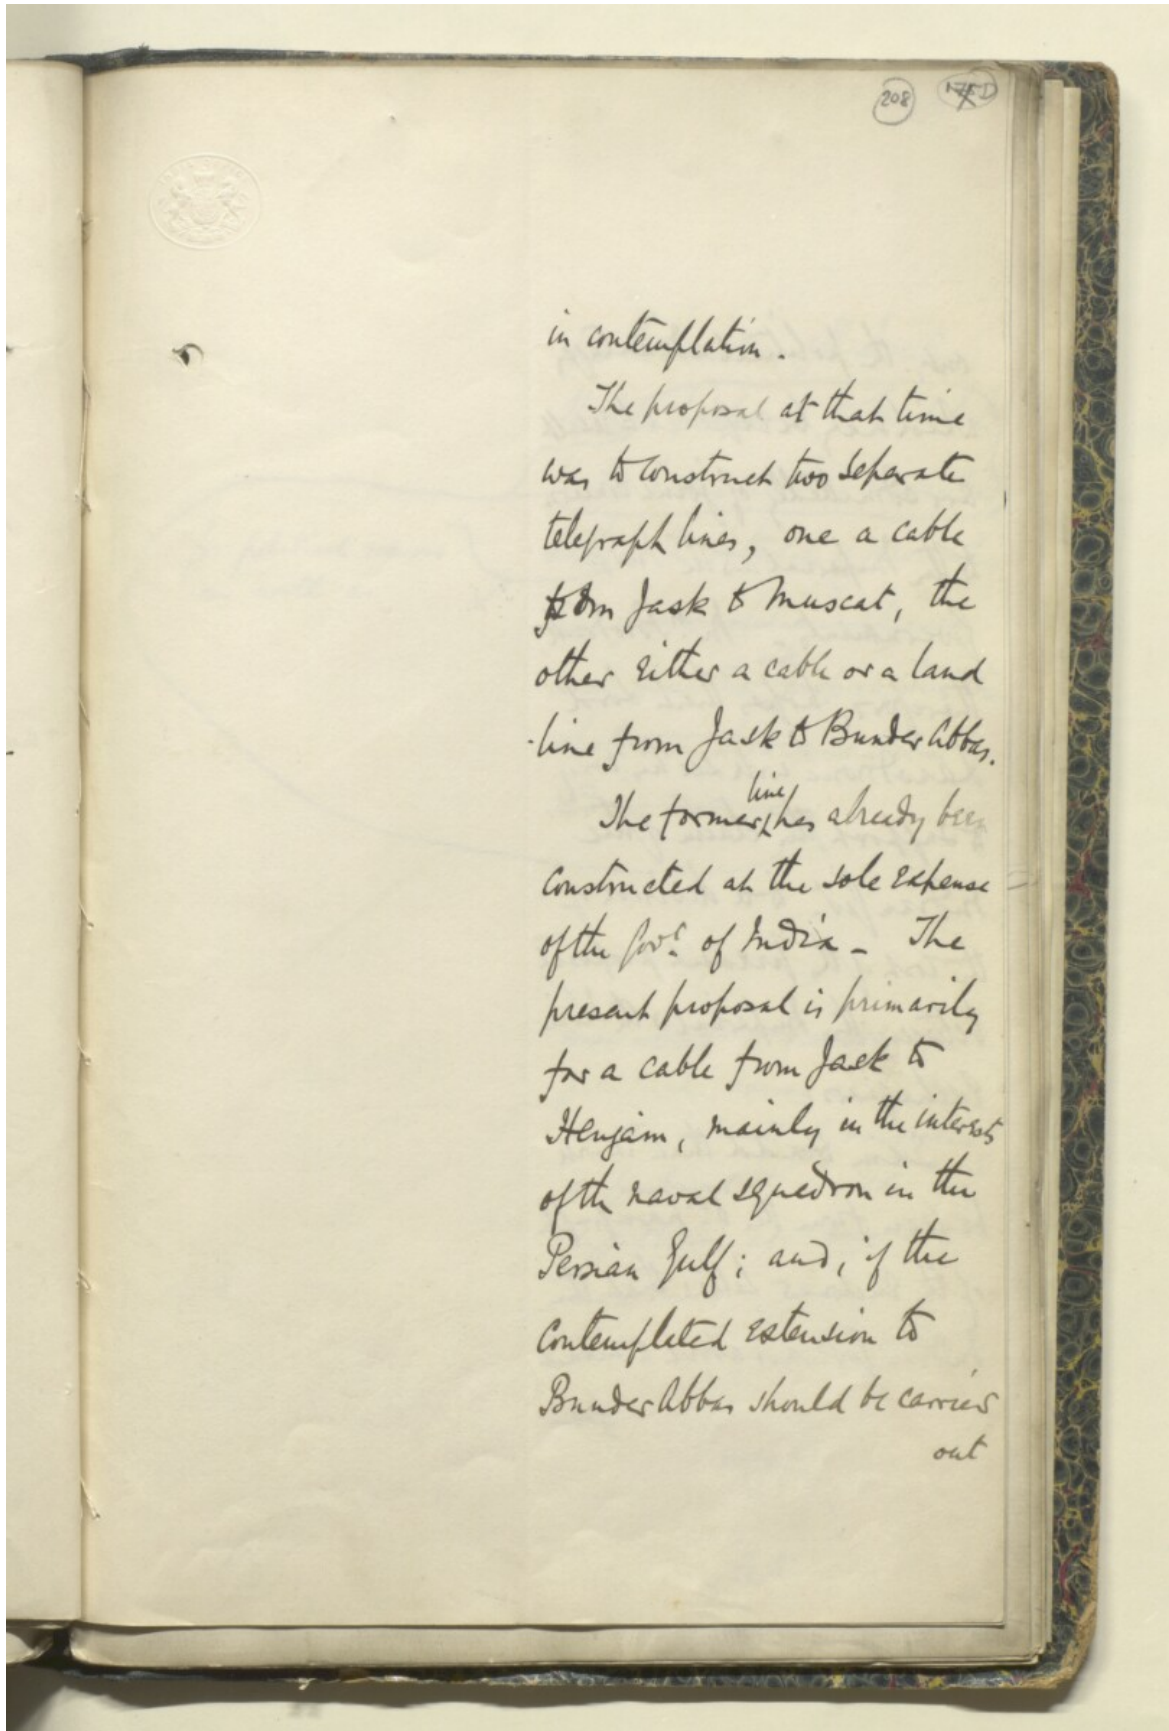 208 175D
in contemplation.
The proposal at that time
was to construct two separate
telegraph lines, one a cable
from Jask to Muscat, the
other either a cable or a land
-line from Jask to Bunder Abbas.
The former line has already been
constructed at the sole expense
of the Govt. of India – The
present proposal is primarily
for a cable from Jask to
Henjam, mainly in the interests
of the naval squadron in the
Persian Gulf; and, if the
contemplated extension to
Bunder Abbas should be carried
out